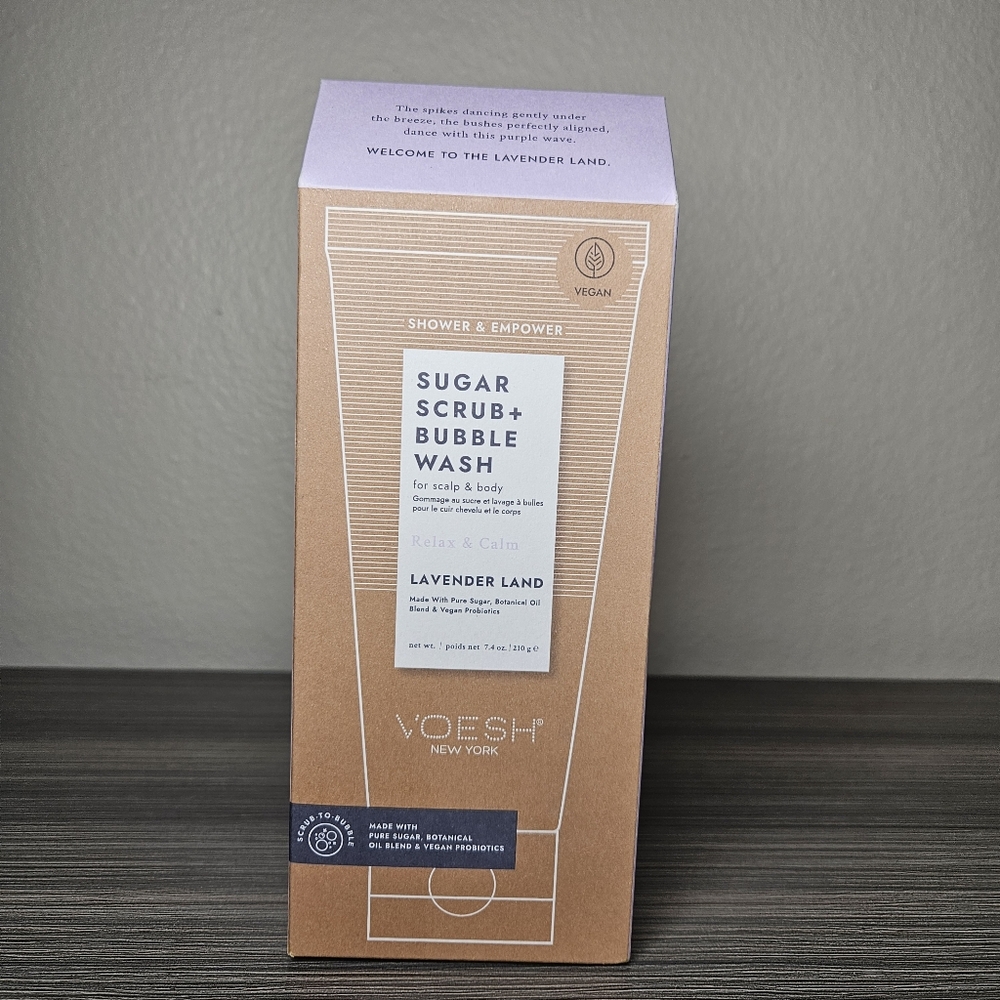 The spikes dancing gently under
the breeze, the bushes perfectly aligned,
dance with this purple wave.
WELCOME TO THE LAVENDER LAND.
VEGAN
SHOWER & EMPOWER
SUGAR
SCRUB+
BUBBLE
WASH
for scalp & body
Gommage au sucre et lavage à bulles
pour le cuir chevelu et le corps
Relax & Calm
LAVENDER LAND
Made With Pure Sugar, Botanical Oil
Blend & Vegan Probiotics
net wt. | poids net 7.4 oz. | 210 g ℮
VOESH®
NEW YORK
SCRUB-TO-BUBBLE
MADE WITH
PURE SUGAR, BOTANICAL
OIL BLEND & VEGAN PROBIOTICS